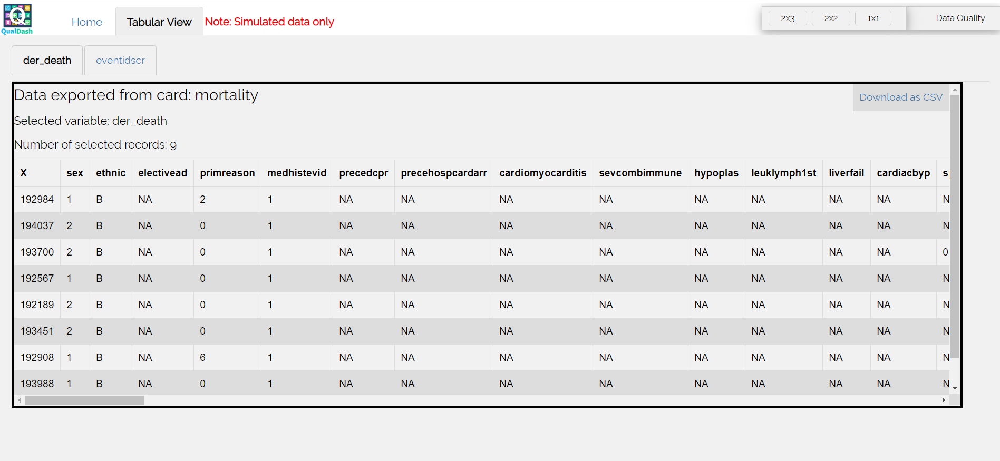 Q
QualDash
Home
Tabular View
Note: Simulated data only
2x3 2x2 1x1
Data Quality
der_death
eventidscr
Data exported from card: mortality
Download as CSV
Selected variable: der_death
Number of selected records: 9
X sex ethnic electivead primreason medhistevid precedcpr precehospcardarr cardiomyocarditis sevcombimmune hypoplas leuklymph1st liverfail cardiacbyp
192984 1 B NA 2 1 NA NA NA NA NA NA NA NA N
194037 2 B NA 0 1 NA NA NA NA NA NA NA NA N
193700 2 B NA 0 1 NA NA NA NA NA NA NA NA 0
192567 1 B NA 0 1 NA NA NA NA NA NA NA NA N
192189 2 B NA 0 1 NA NA NA NA NA NA NA NA N
193451 2 B NA 0 1 NA NA NA NA NA NA NA NA N
192908 1 B NA 6 1 NA NA NA NA NA NA NA NA N
193988 1 B NA 0 1 NA NA NA NA NA NA NA NA N